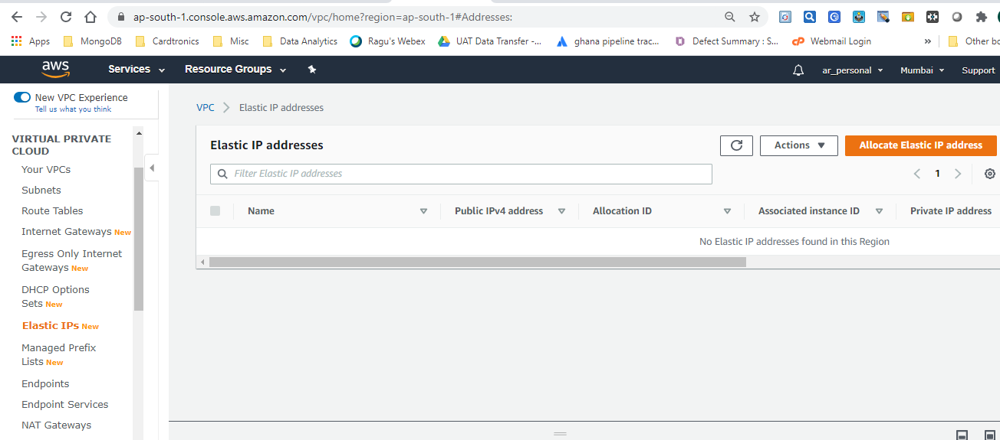 ap-south-1.console.aws.amazon.com/vpc/home?region=ap-south-1#Addresses:
Apps MongoDB Cardtronics Misc Data Analytics Ragu's Webex UAT Data Transfer -... ghana pipeline trac... Defect Summary : S... Webmail Login » Other bo
aws Services Resource Groups ar_personal Mumbai Support
New VPC Experience
Tell us what you think
VIRTUAL PRIVATE
CLOUD
Your VPCs
Subnets
Route Tables
Internet Gateways New
Egress Only Internet
Gateways New
DHCP Options
Sets New
Elastic IPs New
Managed Prefix
Lists New
Endpoints
Endpoint Services
NAT Gateways
VPC > Elastic IP addresses
Elastic IP addresses
Actions
Allocate Elastic IP address
Filter Elastic IP addresses
1
Name Public IPv4 address Allocation ID Associated instance ID Private IP address
No Elastic IP addresses found in this Region